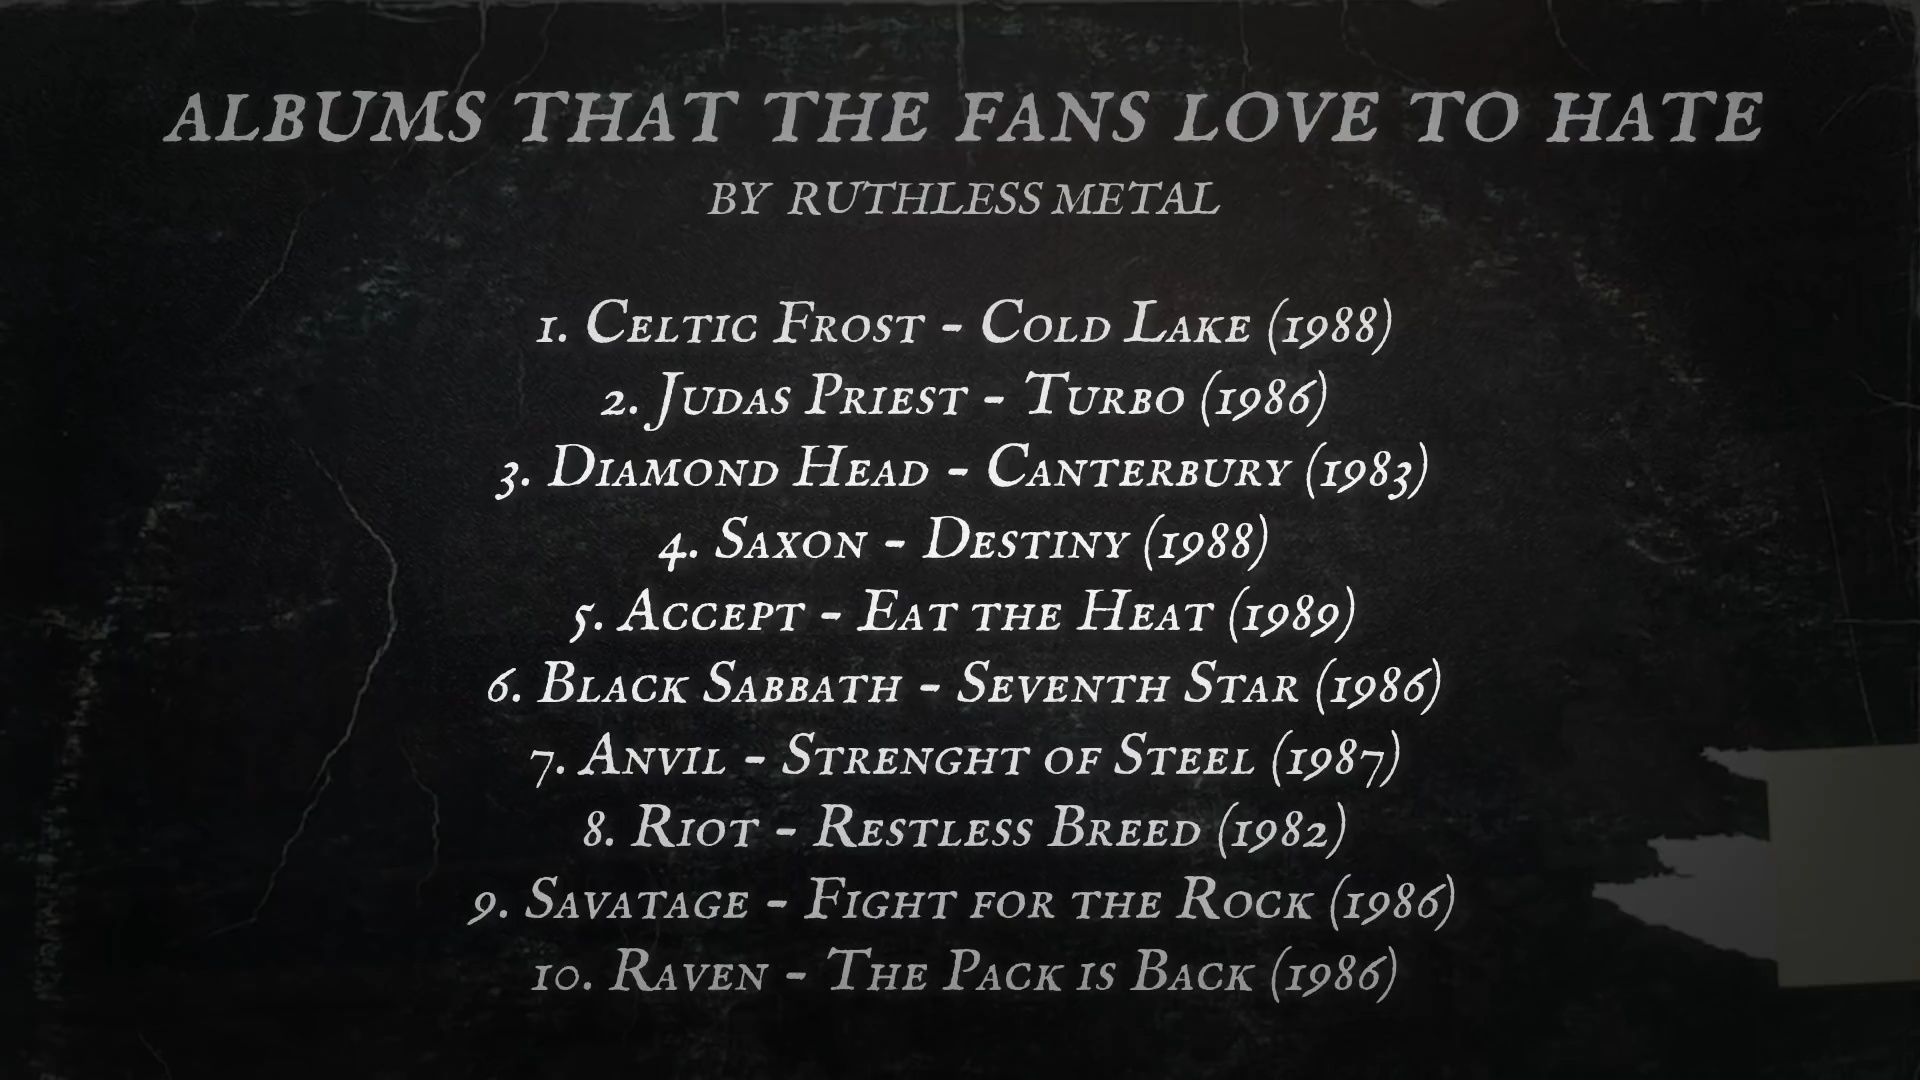 ALBUMS THAT THE FANS LOVE TO HATE
BY RUTHLESS METAL
1. Celtic Frost - Cold Lake (1988)
2. Judas Priest - Turbo (1986)
3. Diamond Head - Canterbury (1983)
4. Saxon - Destiny (1988)
5. Accept - Eat the Heat (1989)
6. Black Sabbath - Seventh Star (1986)
7. Anvil - Strenght of Steel (1987)
8. Riot - Restless Breed (1982)
9. Savatage - Fight for the Rock (1986)
10. Raven - The Pack is Back (1986)